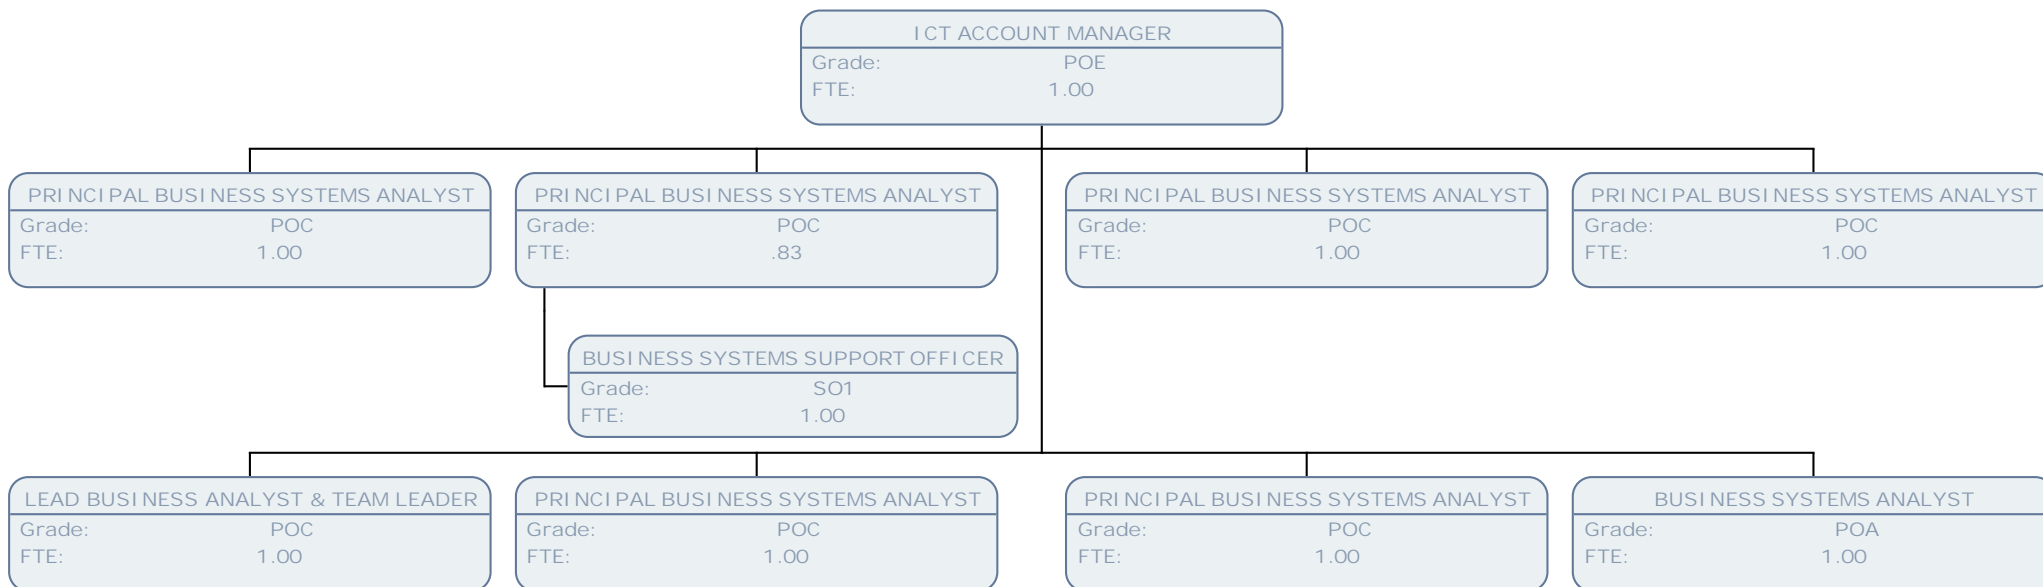 ICT ACCOUNT MANAGER
Grade: POE
FTE: 1.00
PRINCIPAL BUSINESS SYSTEMS ANALYST
Grade: POC
FTE: 1.00
PRINCIPAL BUSINESS SYSTEMS ANALYST
Grade: POC
FTE: .83
PRINCIPAL BUSINESS SYSTEMS ANALYST
Grade: POC
FTE: 1.00
PRINCIPAL BUSINESS SYSTEMS ANALYST
Grade: POC
FTE: 1.00
BUSINESS SYSTEMS SUPPORT OFFICER
Grade: SO1
FTE: 1.00
LEAD BUSINESS ANALYST & TEAM LEADER
Grade: POC
FTE: 1.00
PRINCIPAL BUSINESS SYSTEMS ANALYST
Grade: POC
FTE: 1.00
PRINCIPAL BUSINESS SYSTEMS ANALYST
Grade: POC
FTE: 1.00
BUSINESS SYSTEMS ANALYST
Grade: POA
FTE: 1.00